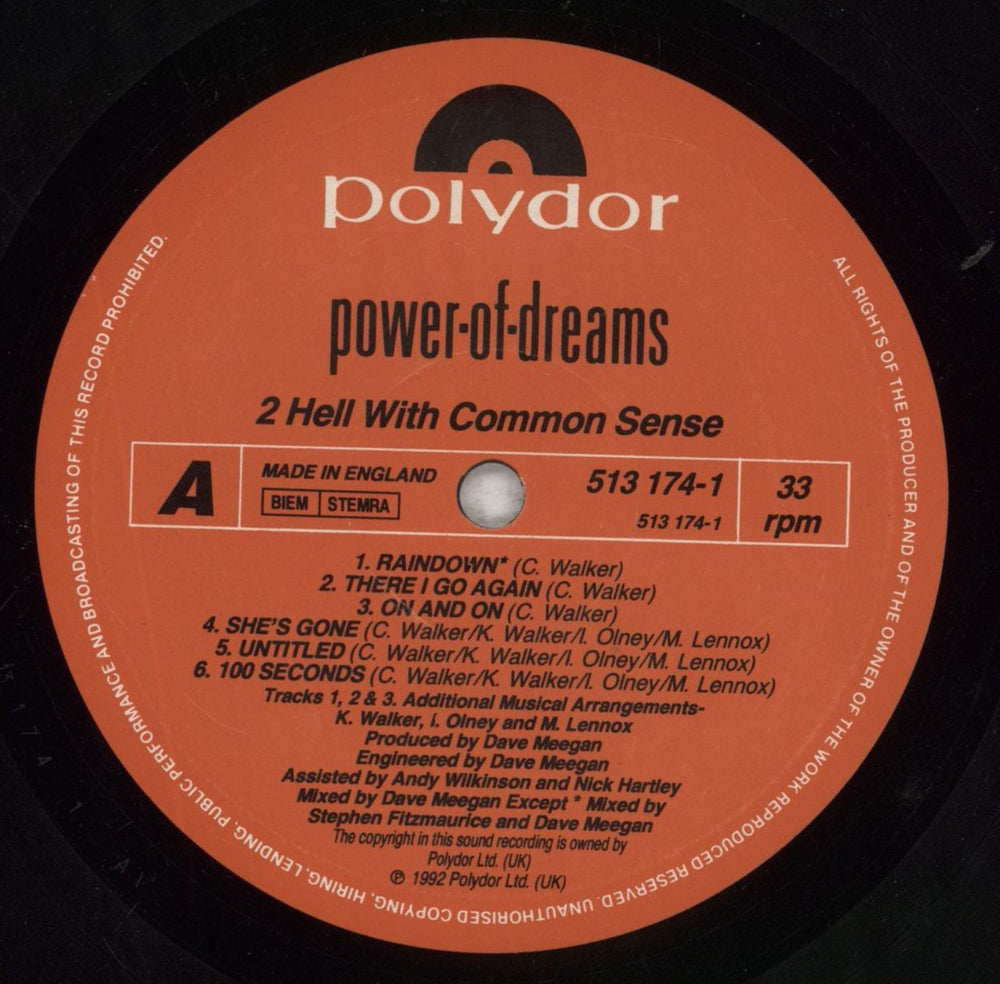 polydor
power-of-dreams
2 Hell With Common Sense
A
MADE IN ENGLAND
BIEM STEMRA
513 174-1
513 174-1
33
rpm
1. RAINDOWN* (C. Walker)
2. THERE I GO AGAIN (C. Walker)
3. ON AND ON (C. Walker)
4. SHE'S GONE (C. Walker/K. Walker/I. Olney/M. Lennox)
5. UNTITLED (C. Walker/K. Walker/I. Olney/M. Lennox)
6. 100 SECONDS (C. Walker/K. Walker/I. Olney/M. Lennox)
Tracks 1, 2 & 3. Additional Musical Arrangements-
K. Walker, I. Olney and M. Lennox
Produced by Dave Meegan
Engineered by Dave Meegan
Assisted by Andy Wilkinson and Nick Hartley
Mixed by Dave Meegan Except * Mixed by
Stephen Fitzmaurice and Dave Meegan
The copyright in this sound recording is owned by
Polydor Ltd. (UK)
℗ 1992 Polydor Ltd. (UK)
ALL RIGHTS OF THE PRODUCER AND OF THE OWNER OF THE WORK REPRODUCED RESERVED. UNAUTHORISED COPYING, HIRING, LENDING, PUBLIC PERFORMANCE AND BROADCASTING OF THIS RECORD PROHIBITED.